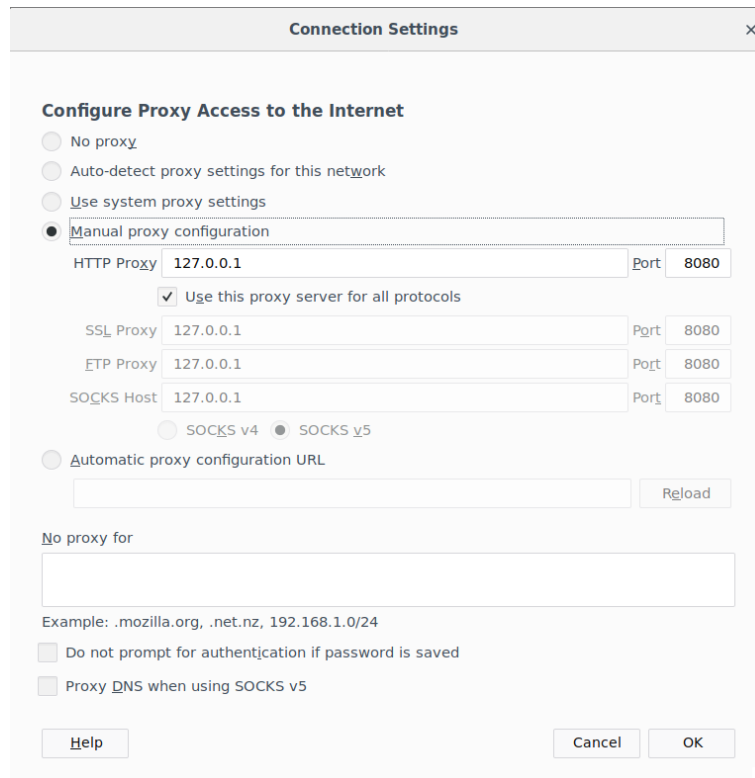 Connection Settings ×
Configure Proxy Access to the Internet
No proxy
Auto-detect proxy settings for this network
Use system proxy settings
Manual proxy configuration
HTTP Proxy 127.0.0.1 Port 8080
Use this proxy server for all protocols
SSL Proxy 127.0.0.1 Port 8080
FTP Proxy 127.0.0.1 Port 8080
SOCKS Host 127.0.0.1 Port 8080
SOCKS v4 SOCKS v5
Automatic proxy configuration URL
Reload
No proxy for
Example: .mozilla.org, .net.nz, 192.168.1.0/24
Do not prompt for authentication if password is saved
Proxy DNS when using SOCKS v5
Help Cancel OK